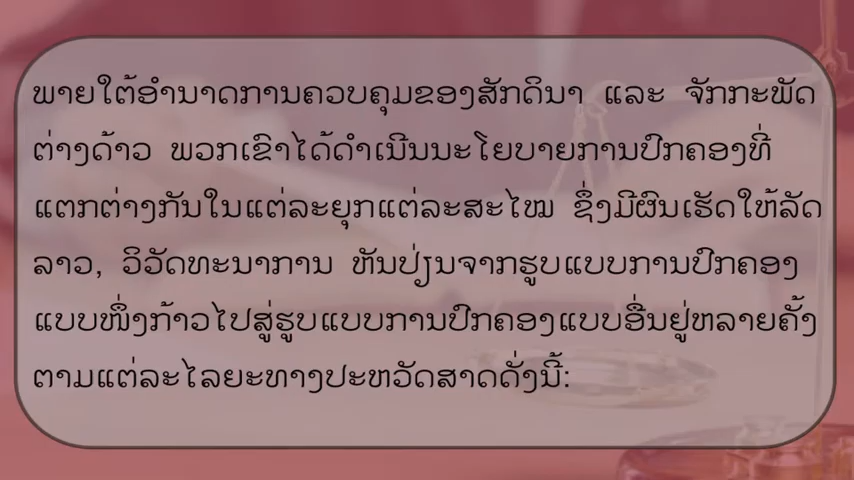 ພາຍໃຕ້ອຳນາດການຄວບຄຸມຂອງສັກດິນາ ແລະ ຈັກກະພັດ
ຕ່າງດ້າວ ພວກເຂົາໄດ້ດຳເນີນນະໂຍບາຍການປົກຄອງທີ່
ແຕກຕ່າງກັນໃນແຕ່ລະຍຸກແຕ່ລະສະໄໝ ຊຶ່ງມີຜົນເຮັດໃຫ້ລັດ
ລາວ, ວິວັດທະນາການ ຫັນປ່ຽນຈາກຮູບແບບການປົກຄອງ
ແບບໜຶ່ງກ້າວໄປສູ່ຮູບແບບການປົກຄອງແບບອື່ນຢູ່ຫລາຍຄັ້ງ
ຕາມແຕ່ລະໄລຍະທາງປະຫວັດສາດດັ່ງນີ້: